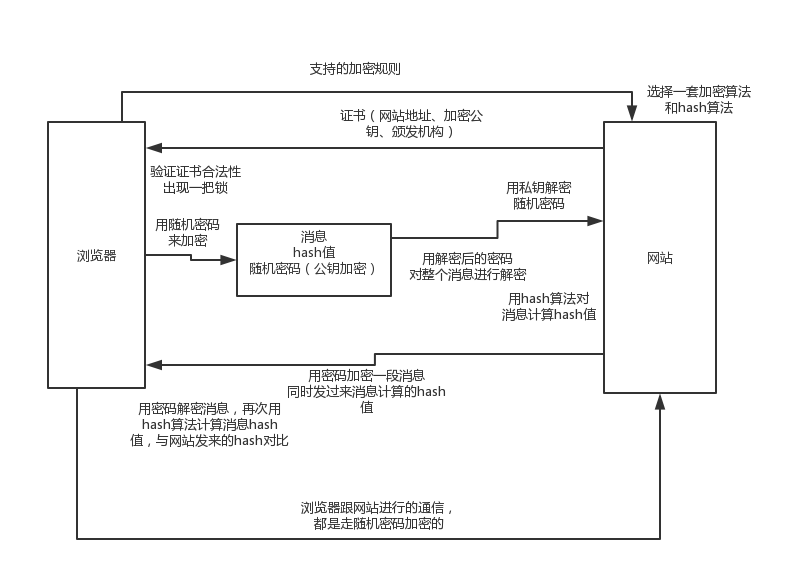 支持的加密规则
选择一套加密算法
和hash算法
证书（网站地址、加密公
钥、颁发机构）
验证证书合法性
出现一把锁
用私钥解密
随机密码
用随机密码
来加密
消息
hash值
随机密码（公钥加密）
浏览器
用解密后的密码
对整个消息进行解密
网站
用hash算法对
消息计算hash值
用密码加密一段消息
同时发过来消息计算的hash
值
用密码解密消息，再次用
hash算法计算消息hash
值，与网站发来的hash对比
浏览器跟网站进行的通信，
都是走随机密码加密的